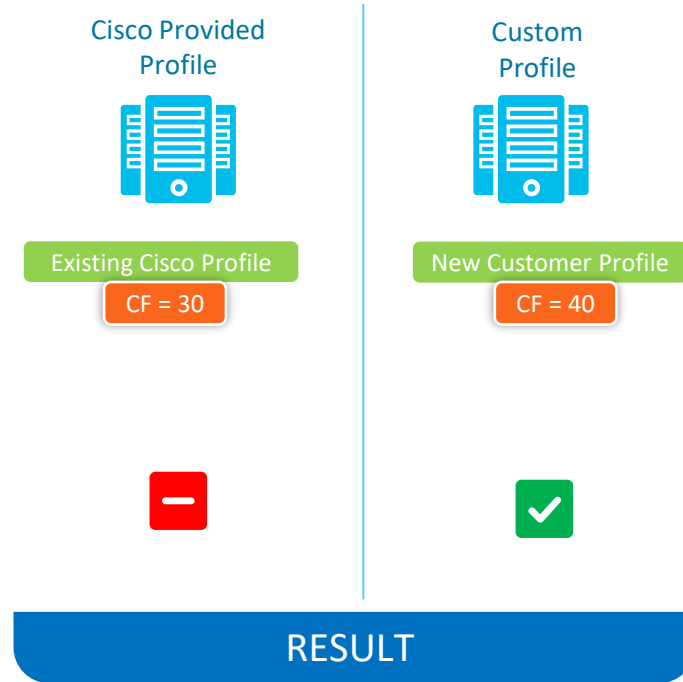 Cisco Provided
Profile
Existing Cisco Profile
CF = 30
Custom
Profile
New Customer Profile
CF = 40
RESULT